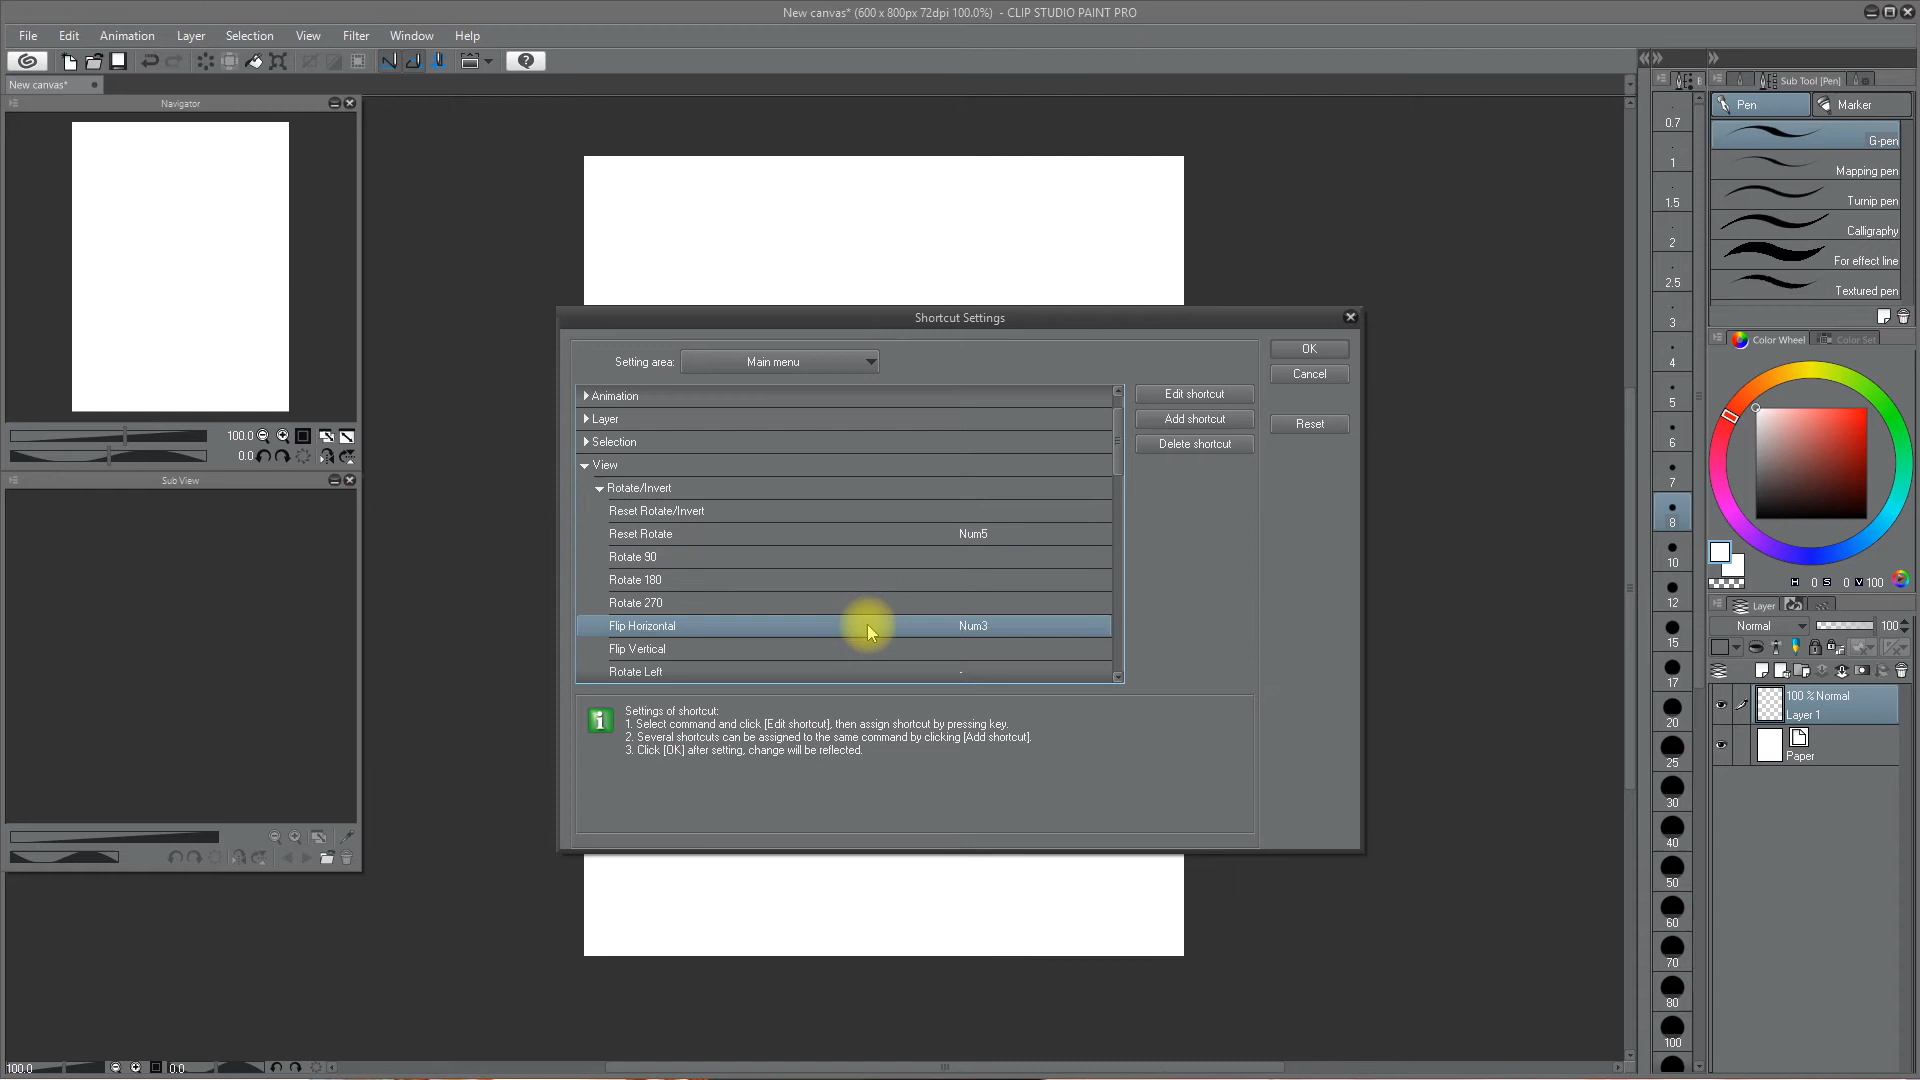 New canvas* (600 x 800px 72dpi 100.0%) - CLIP STUDIO PAINT PRO
File Edit Animation Layer Selection View Filter Window Help
New canvas*
Navigator
100.0
0.0
Sub View
100.0 0.0
Shortcut Settings
Setting area: Main menu
Animation
Layer
Selection
View
Rotate/Invert
Reset Rotate/Invert
Reset Rotate Num5
Rotate 90
Rotate 180
Rotate 270
Flip Horizontal Num3
Flip Vertical
Rotate Left -
Edit shortcut
Add shortcut
Delete shortcut
OK
Cancel
Reset
Settings of shortcut:
1. Select command and click [Edit shortcut], then assign shortcut by pressing key.
2. Several shortcuts can be assigned to the same command by clicking [Add shortcut].
3. Click [OK] after setting, change will be reflected.
B
0.7
1
1.5
2
2.5
3
4
5
6
7
8
10
12
15
17
20
25
30
40
50
60
70
80
100
Sub Tool [Pen]
Pen Marker
G-pen
Mapping pen
Turnip pen
Calligraphy
For effect line
Textured pen
Color Wheel Color Set
H 0 S 0 V 100
Layer
Normal 100
100 % Normal
Layer 1
Paper